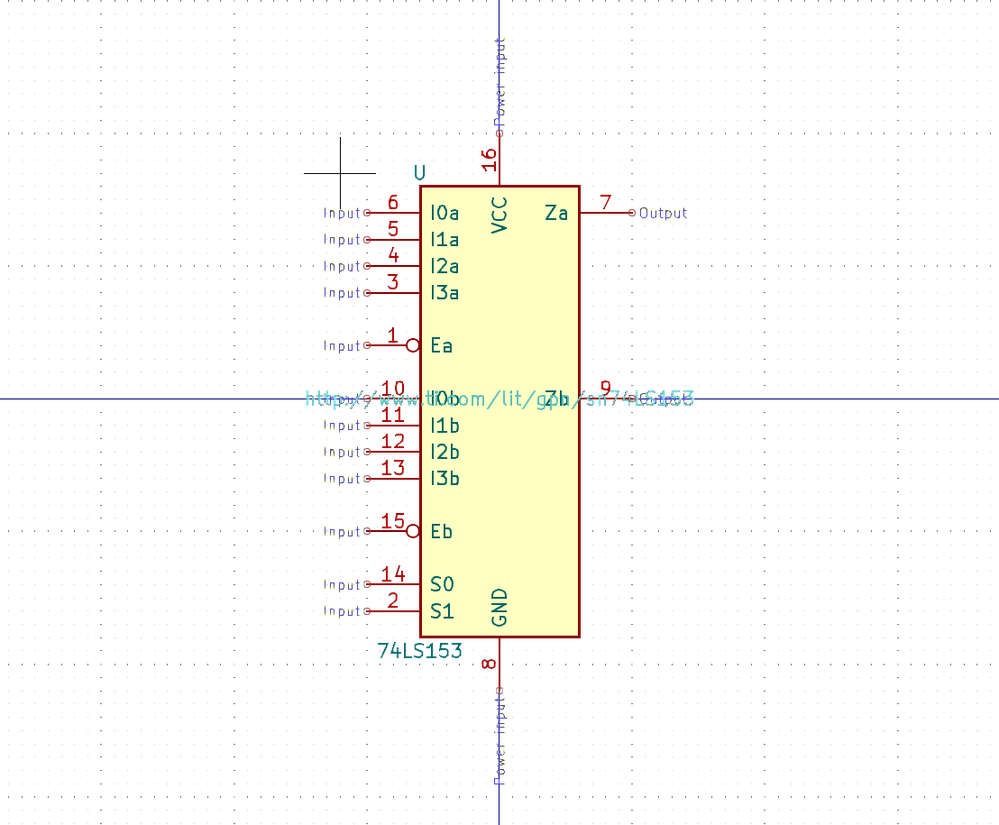 Power input
16
U
Input 6 I0a VCC Za 7 Output
Input 5 I1a
Input 4 I2a
Input 3 I3a
Input 1 Ea
Input 10 I0b Zb 9 Output
http://www.ti.com/lit/gpn/sn74LS153
Input 11 I1b
Input 12 I2b
Input 13 I3b
Input 15 Eb
Input 14 S0
Input 2 S1 GND
74LS153
8
Power input